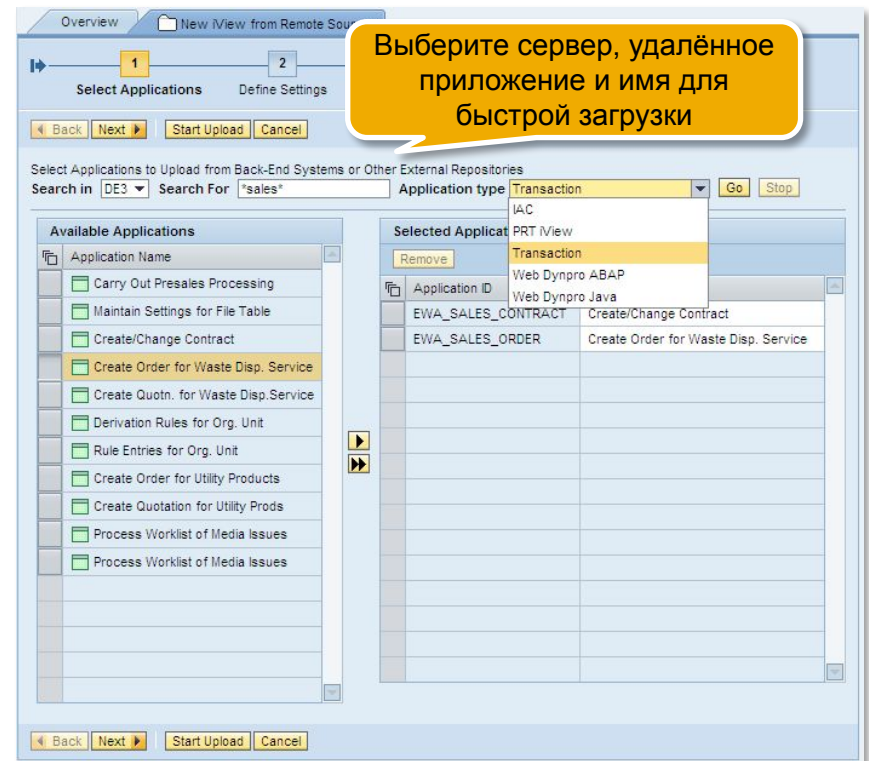 Overview
New iView from Remote Sou
Выберите сервер, удалённое
приложение и имя для
быстрой загрузки
1
2
Select Applications
Define Settings
Back
Next
Start Upload
Cancel
Select Applications to Upload from Back-End Systems or Other External Repositories
Search in DE3 Search For *sales* Application type Transaction Go Stop
IAC
PRT iView
Transaction
Web Dynpro ABAP
Web Dynpro Java
Available Applications
Application Name
Carry Out Presales Processing
Maintain Settings for File Table
Create/Change Contract
Create Order for Waste Disp. Service
Create Quotn. for Waste Disp.Service
Derivation Rules for Org. Unit
Rule Entries for Org. Unit
Create Order for Utility Products
Create Quotation for Utility Prods
Process Worklist of Media Issues
Process Worklist of Media Issues
Selected Applicat
Remove
Application ID
EWA_SALES_CONTRACT Create/Change Contract
EWA_SALES_ORDER Create Order for Waste Disp. Service
Back
Next
Start Upload
Cancel